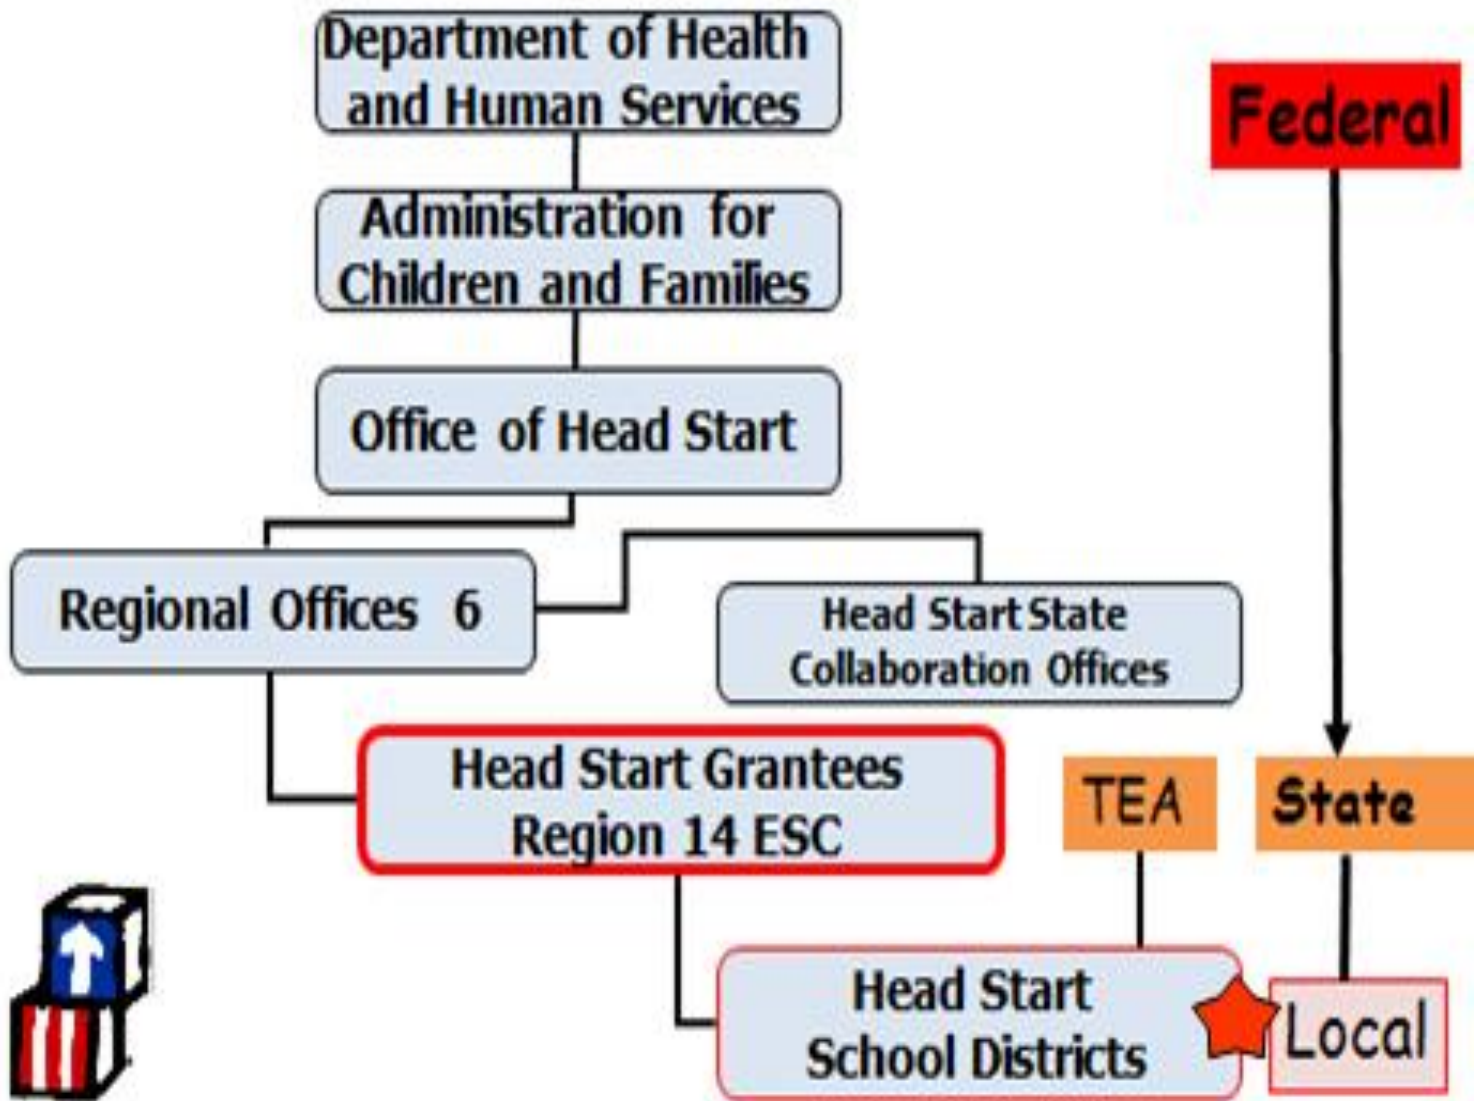 Department of Health
and Human Services
Federal
Administration for
Children and Families
Office of Head Start
Regional Offices 6
Head Start State
Collaboration Offices
Head Start Grantees
Region 14 ESC
TEA
State
Head Start
School Districts
Local